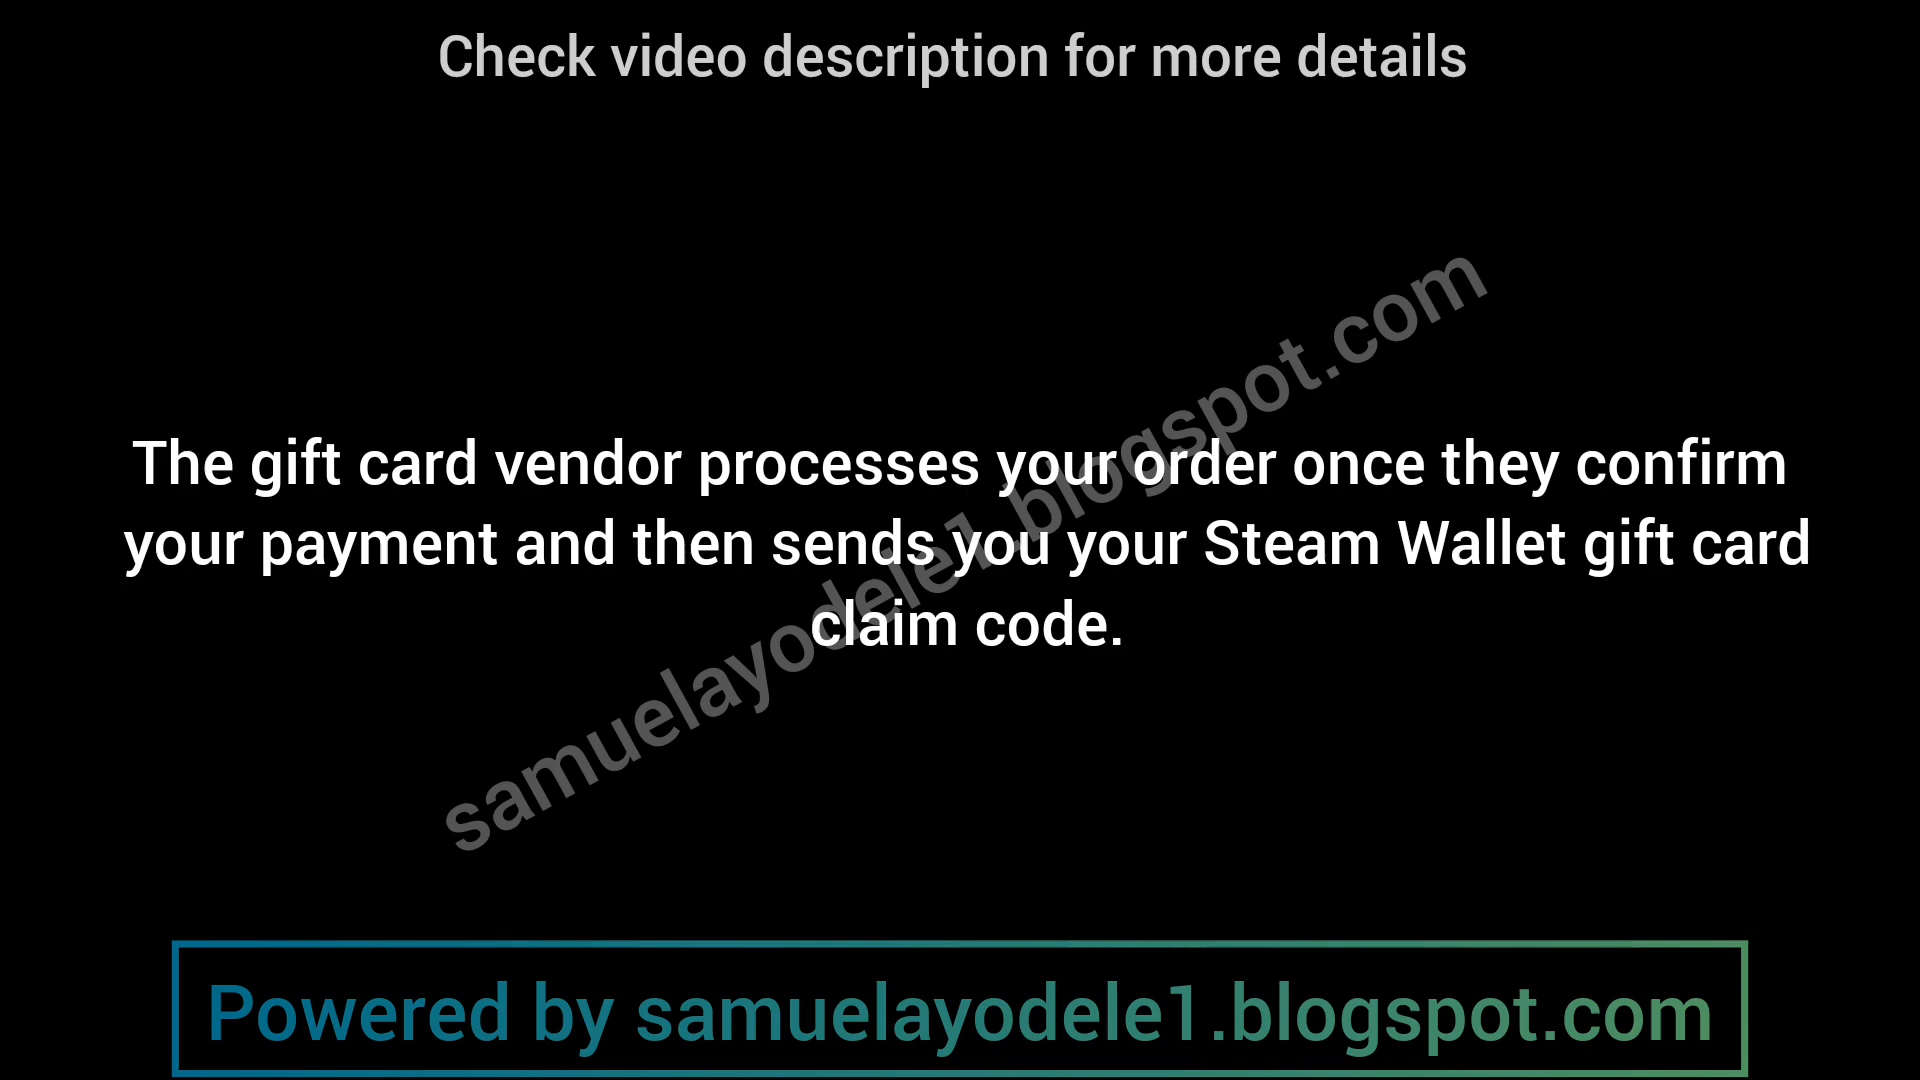 Check video description for more details
The gift card vendor processes your order once they confirm
your payment and then sends you your Steam Wallet gift card
claim code.
samuelayodele1.blogspot.com
Powered by samuelayodele1.blogspot.com